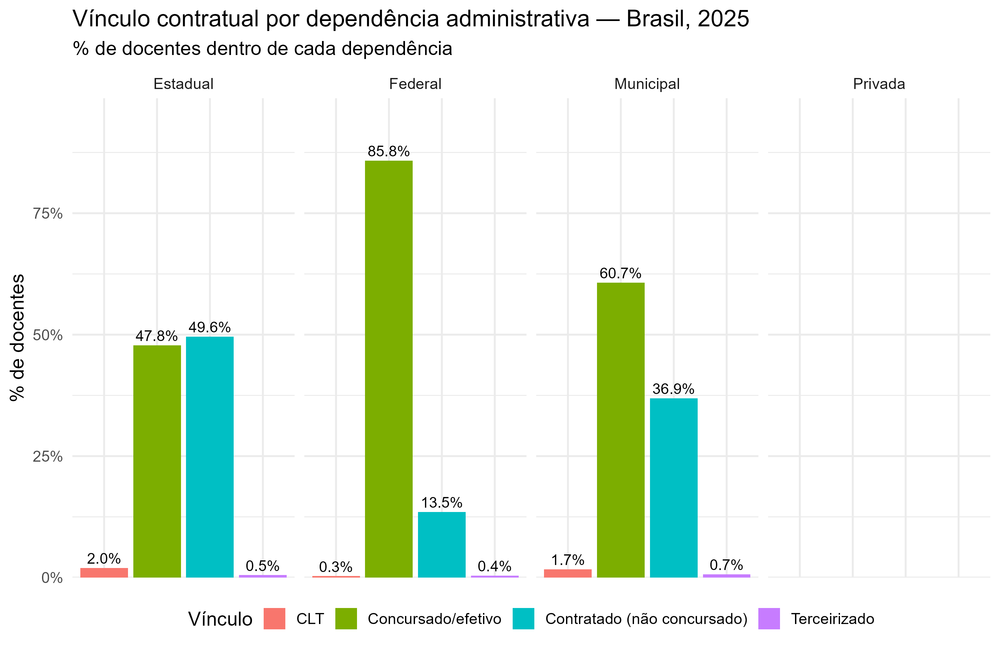 Vínculo contratual por dependência administrativa — Brasil, 2025
% de docentes dentro de cada dependência
Estadual
Federal
Municipal
Privada
% de docentes
75%
50%
25%
0%
2.0%
47.8%
49.6%
0.5%
0.3%
85.8%
13.5%
0.4%
1.7%
60.7%
36.9%
0.7%
Vínculo
CLT
Concursado/efetivo
Contratado (não concursado)
Terceirizado